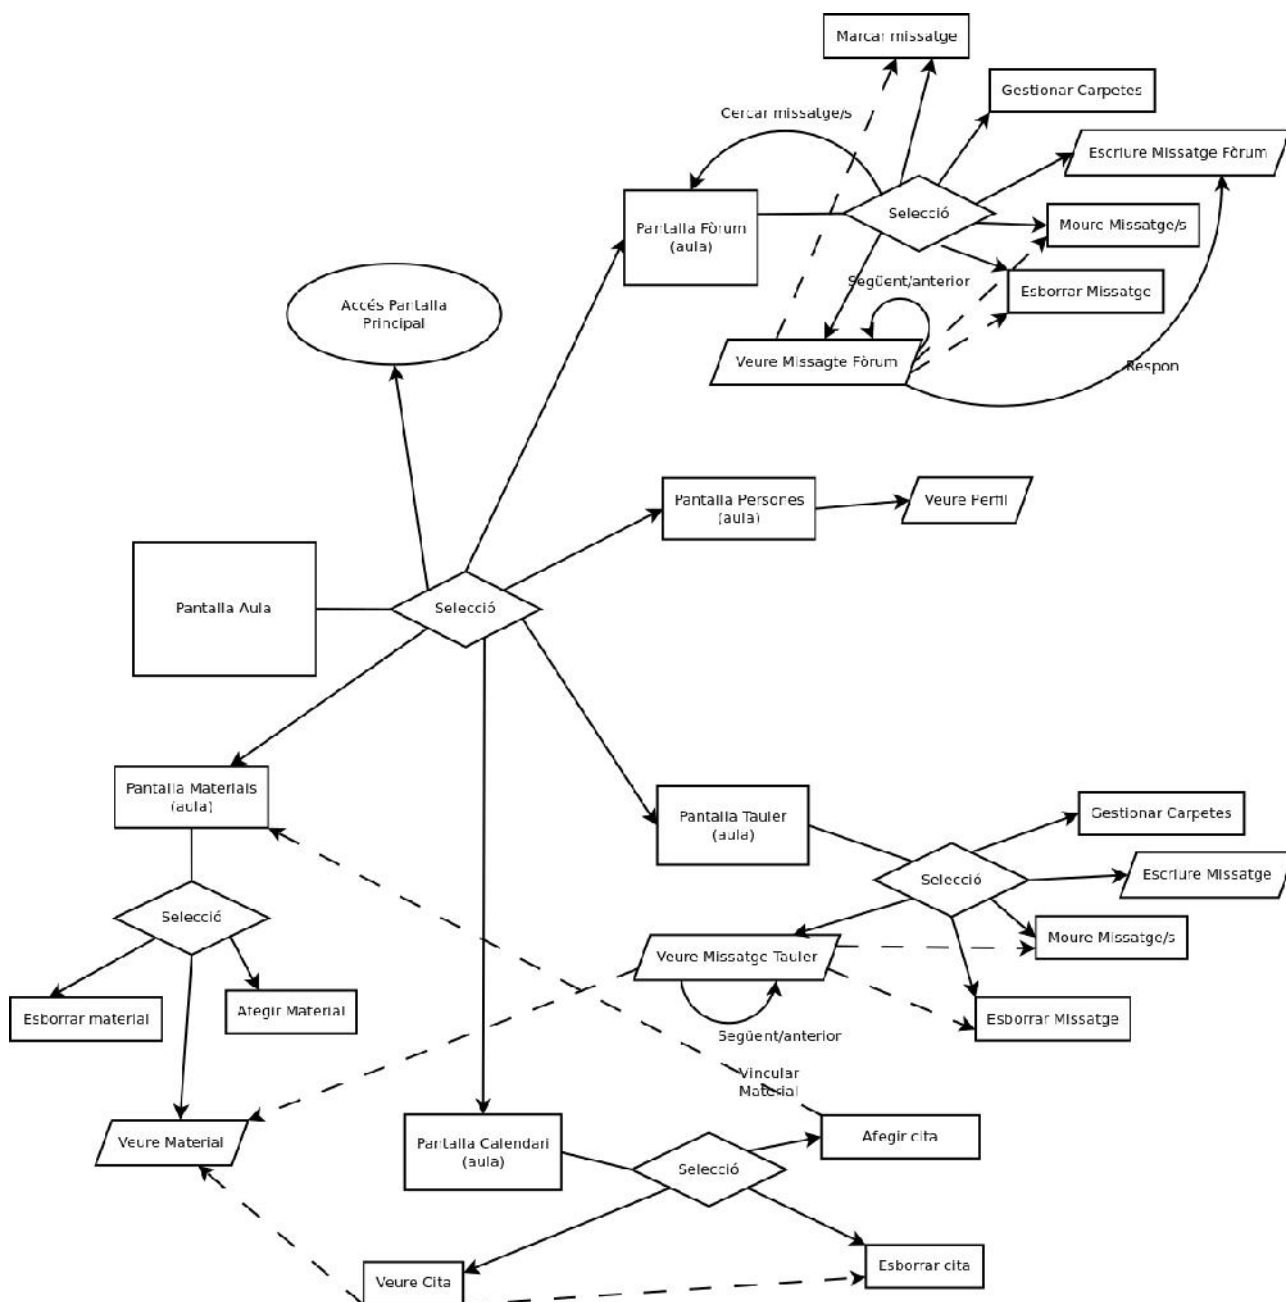 Marcar missatge
Gestionar Carpetes
Cercar missatge/s
Escriure Missatge Fòrum
Selecció
Pantalla Fòrum
(aula)
Moure Missatge/s
Següent/anterior
Esborrar Missatge
Accés Pantalla
Principal
Veure Missagte Fòrum
Respon
Pantalla Persones
(aula)
Veure Perfil
Pantalla Aula
Selecció
Pantalla Materials
(aula)
Pantalla Tauler
(aula)
Gestionar Carpetes
Selecció
Escriure Missatge
Selecció
Moure Missatge/s
Veure Missatge Tauler
Esborrar material
Afegir Material
Esborrar Missatge
Següent/anterior
Vincular
Material
Veure Material
Pantalla Calendari
(aula)
Selecció
Afegir cita
Veure Cita
Esborrar cita